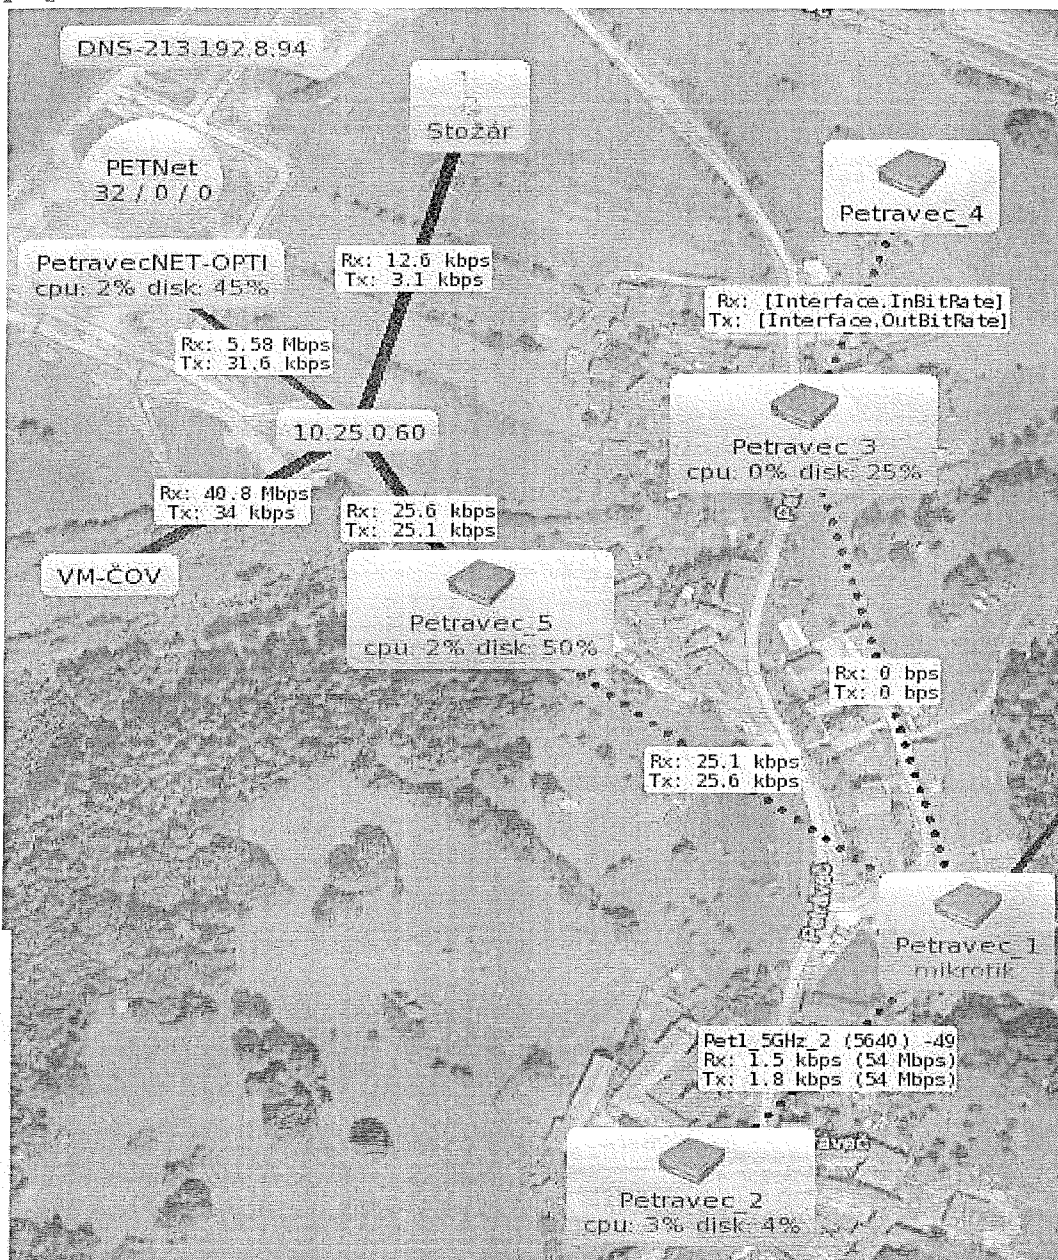 DNS-213.192.8.94
Stožár
PETNet
32 / 0 / 0
Petravec_4
PetravecNET-OPTI
cpu: 2% disk: 45%
Rx: 12.6 kbps
Tx: 3.1 kbps
Rx: [Interface.InBitRate]
Tx: [Interface.OutBitRate]
Rx: 5.58 Mbps
Tx: 31.6 kbps
10.25.0.60
Petravec_3
cpu: 0% disk: 25%
Rx: 40.8 Mbps
Tx: 34 kbps
Rx: 25.6 kbps
Tx: 25.1 kbps
VM-ČOV
Petravec_5
cpu: 2% disk: 50%
Rx: 0 bps
Tx: 0 bps
Rx: 25.1 kbps
Tx: 25.6 kbps
Petravec_1
mikrotik
Pet1_5GHz_2 (5640) -49
Rx: 1.5 kbps (54 Mbps)
Tx: 1.8 kbps (54 Mbps)
Petravec_2
cpu: 3% disk: 4%